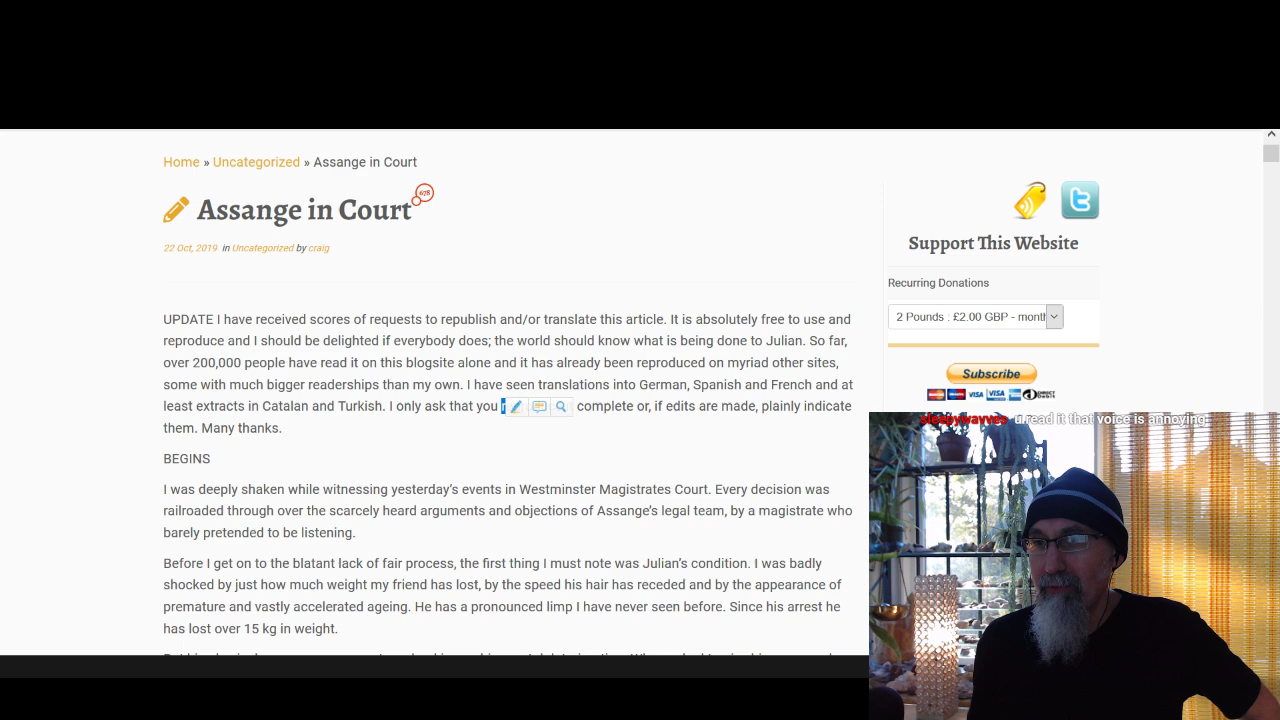 Home » Uncategorized » Assange in Court
Assange in Court
678
22 Oct, 2019 in Uncategorized by craig
UPDATE I have received scores of requests to republish and/or translate this article. It is absolutely free to use and
reproduce and I should be delighted if everybody does; the world should know what is being done to Julian. So far,
over 200,000 people have read it on this blogsite alone and it has already been reproduced on myriad other sites,
some with much bigger readerships than my own. I have seen translations into German, Spanish and French and at
least extracts in Catalan and Turkish. I only ask that you complete or, if edits are made, plainly indicate
them. Many thanks.
BEGINS
I was deeply shaken while witnessing yesterday's events in Westminster Magistrates Court. Every decision was
railroaded through over the scarcely heard arguments and objections of Assange's legal team, by a magistrate who
barely pretended to be listening.
Before I get on to the blatant lack of fair process, the first thing I must note was Julian's condition. I was badly
shocked by just how much weight my friend has lost, by the speed his hair has receded and by the appearance of
premature and vastly accelerated ageing. He has a pronounced limp I have never seen before. Since his arrest he
has lost over 15 kg in weight.
Support This Website
Recurring Donations
2 Pounds : £2.00 GBP - month
Subscribe
VISA
sleepywavves u read it that voice is annoying